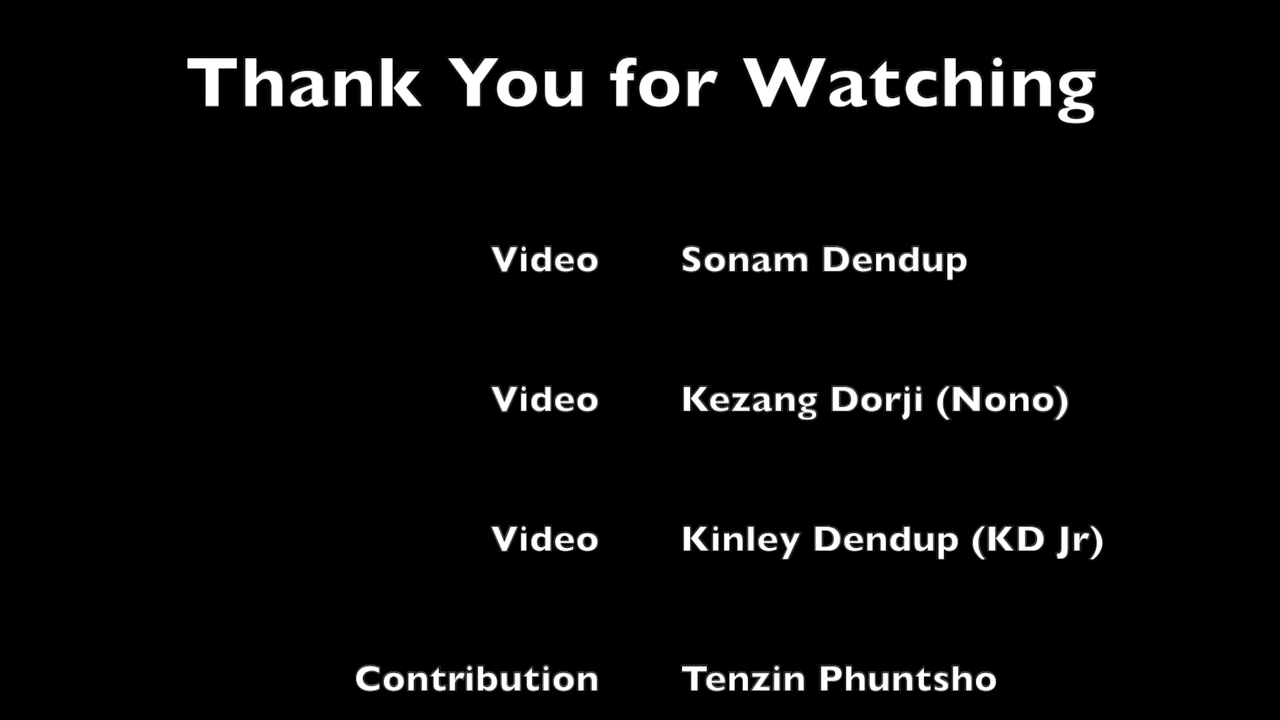 Thank You for Watching
Video Sonam Dendup
Video Kezang Dorji (Nono)
Video Kinley Dendup (KD Jr)
Contribution Tenzin Phuntsho